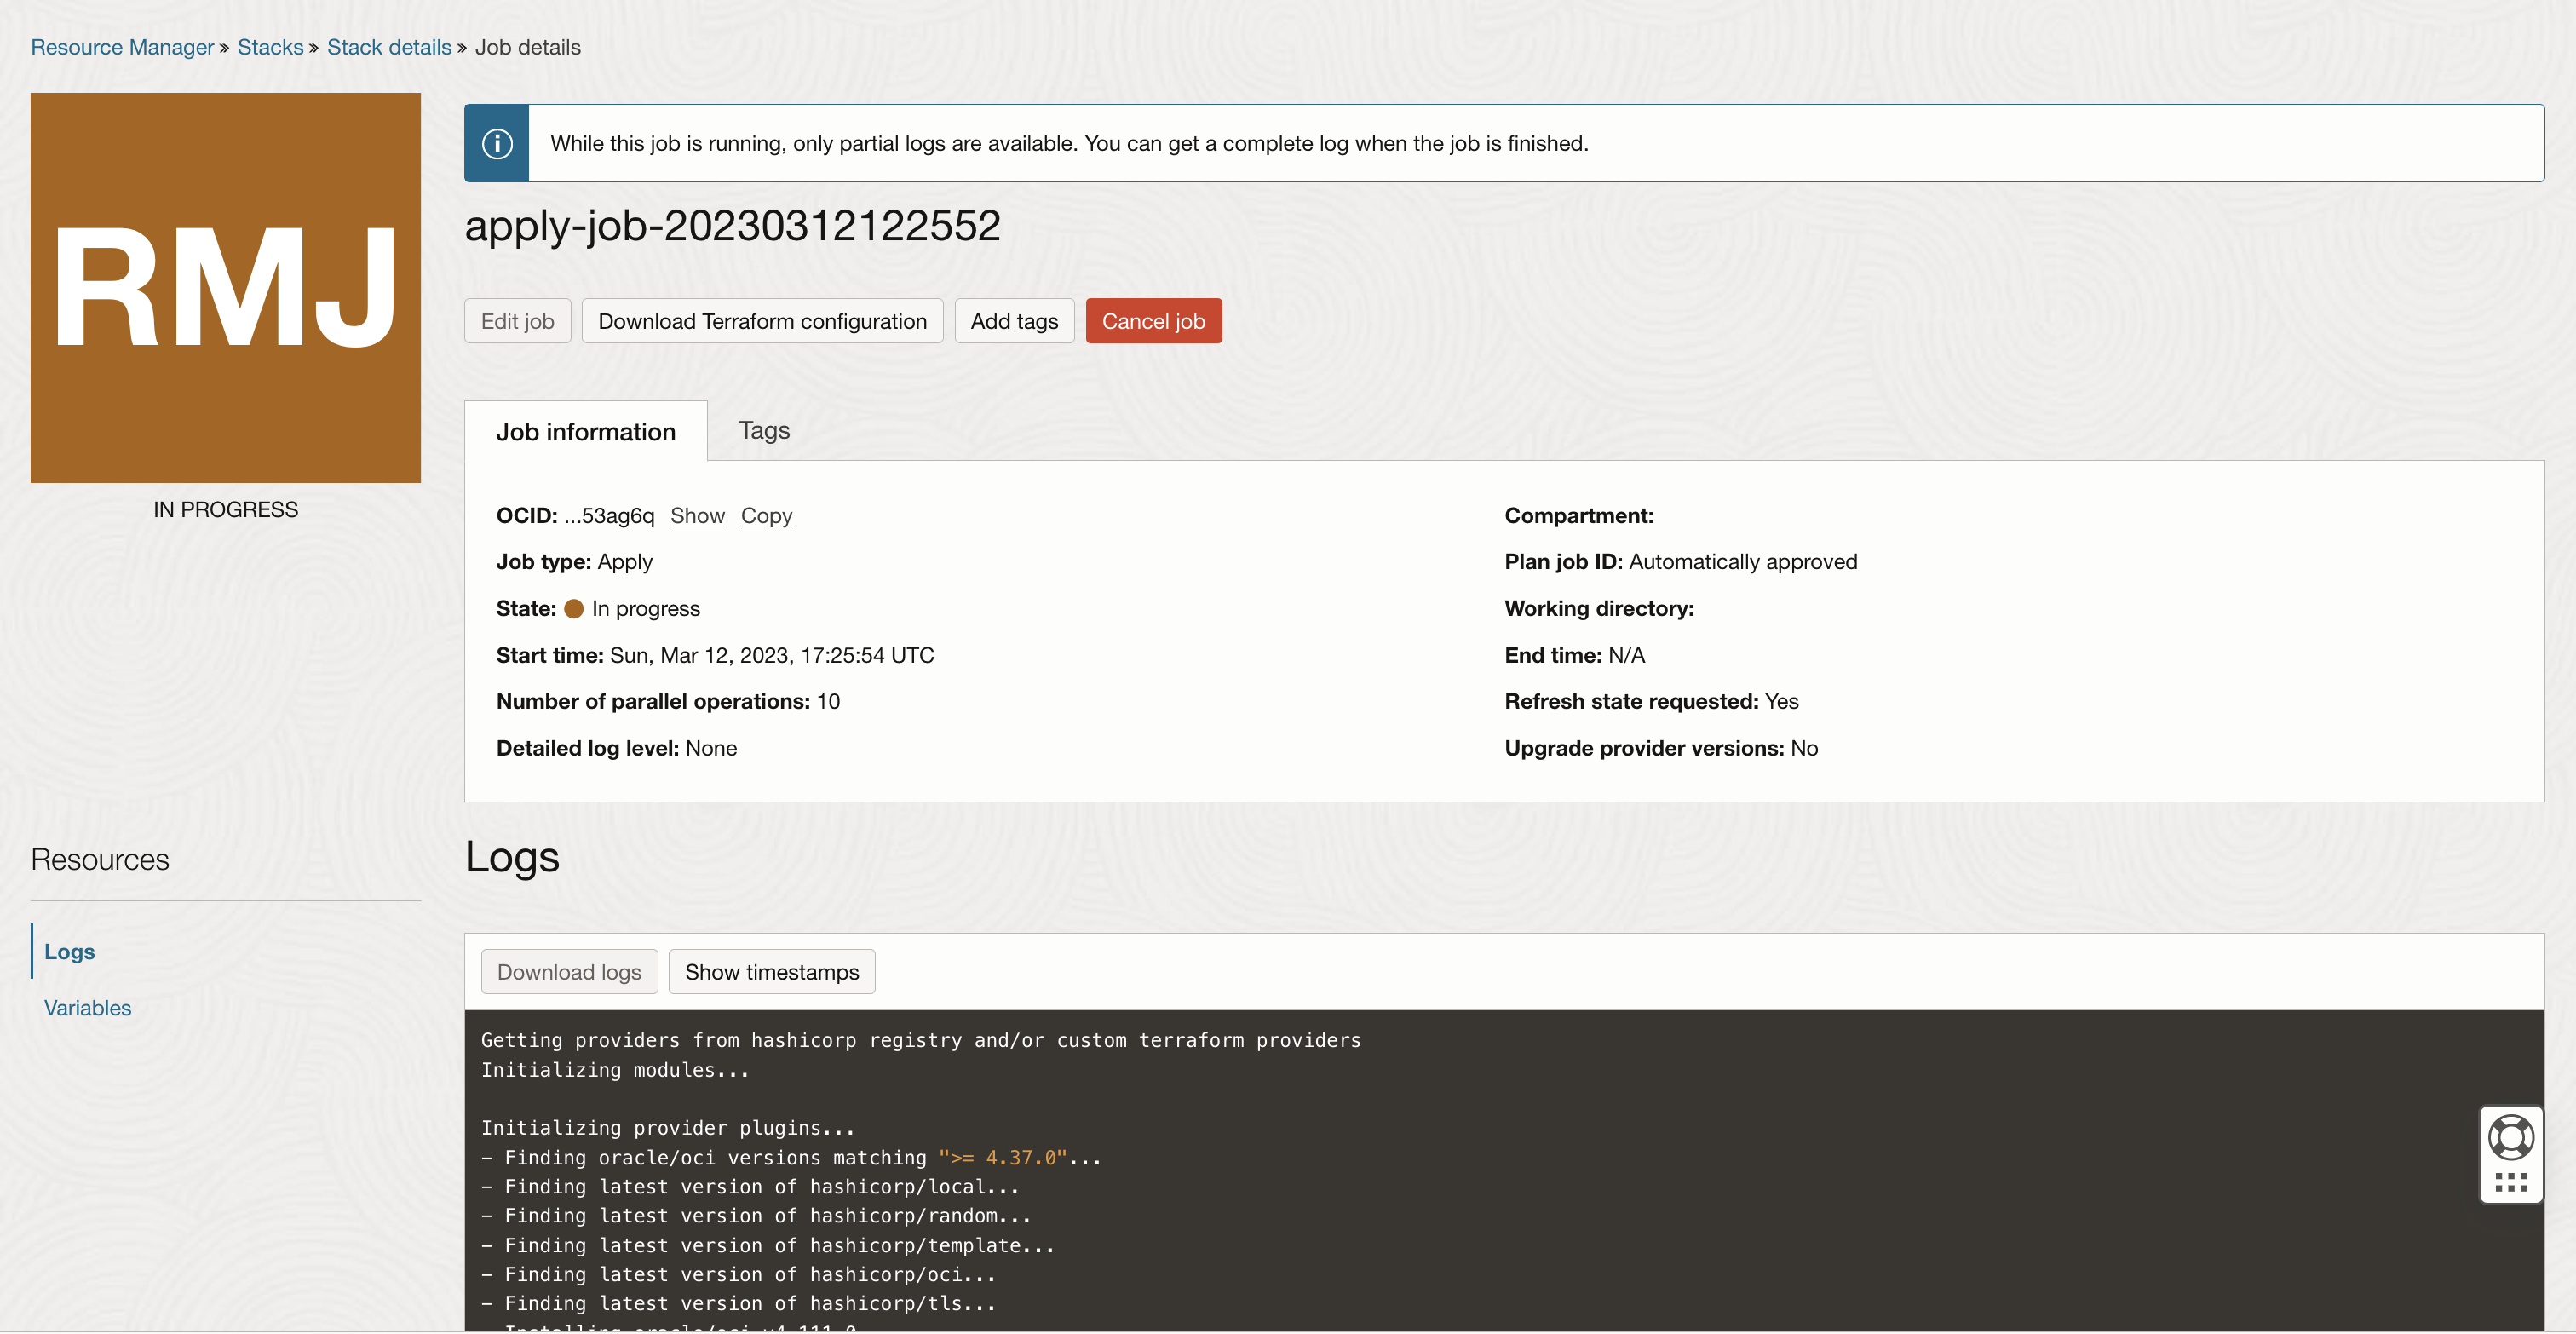 Resource Manager » Stacks » Stack details » Job details
RMJ
IN PROGRESS
While this job is running, only partial logs are available. You can get a complete log when the job is finished.
apply-job-20230312122552
Edit job Download Terraform configuration Add tags Cancel job
Job information Tags
OCID: ...53ag6q Show Copy
Job type: Apply
State: In progress
Start time: Sun, Mar 12, 2023, 17:25:54 UTC
Number of parallel operations: 10
Detailed log level: None
Compartment:
Plan job ID: Automatically approved
Working directory:
End time: N/A
Refresh state requested: Yes
Upgrade provider versions: No
Resources
Logs
Variables
Logs
Download logs Show timestamps
Getting providers from hashicorp registry and/or custom terraform providers
Initializing modules...
Initializing provider plugins...
- Finding oracle/oci versions matching ">= 4.37.0"...
- Finding latest version of hashicorp/local...
- Finding latest version of hashicorp/random...
- Finding latest version of hashicorp/template...
- Finding latest version of hashicorp/oci...
- Finding latest version of hashicorp/tls...
- Installing oracle/oci v4.111.0